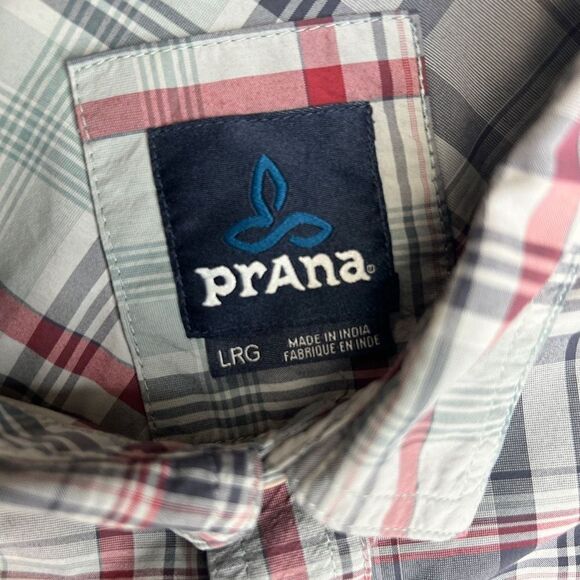 prAna®
LRG
MADE IN INDIA
FABRIQUE EN INDE